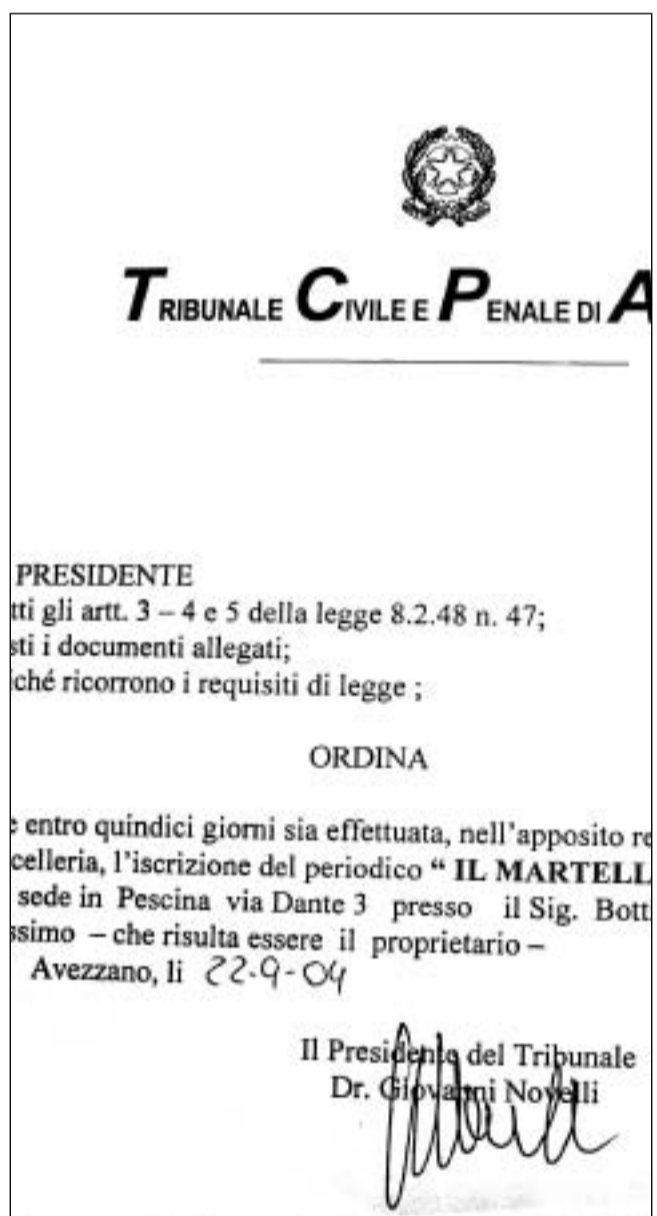 TRIBUNALE CIVILE E PENALE DI A
PRESIDENTE
tti gli artt. 3 – 4 e 5 della legge 8.2.48 n. 47;
sti i documenti allegati;
iché ricorrono i requisiti di legge ;
ORDINA
e entro quindici giorni sia effettuata, nell'apposito re
celleria, l'iscrizione del periodico “ IL MARTELL
sede in Pescina via Dante 3 presso il Sig. Bott
ssimo – che risulta essere il proprietario –
Avezzano, li 22-9-04
Il Presidente del Tribunale
Dr. Giovanni Novelli